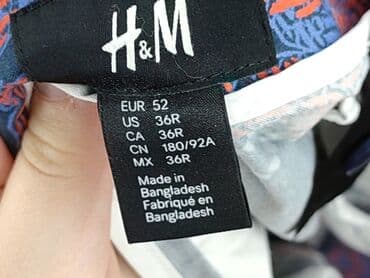 H&M
EUR 52
US 36R
CA 36R
CN 180/92A
MX 36R
Made in
Bangladesh
Fabriqué en
Bangladesh